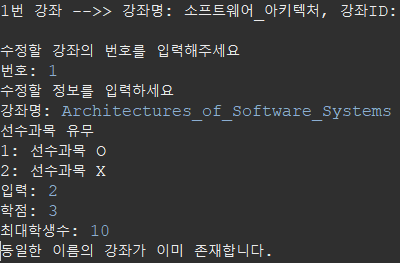 1번 강좌 -->> 강좌명: 소프트웨어_아키텍처, 강좌ID:
수정할 강좌의 번호를 입력해주세요
번호: 1
수정할 정보를 입력하세요
강좌명: Architectures_of_Software_Systems
선수과목 유무
1: 선수과목 O
2: 선수과목 X
입력: 2
학점: 3
최대학생수: 10
동일한 이름의 강좌가 이미 존재합니다.